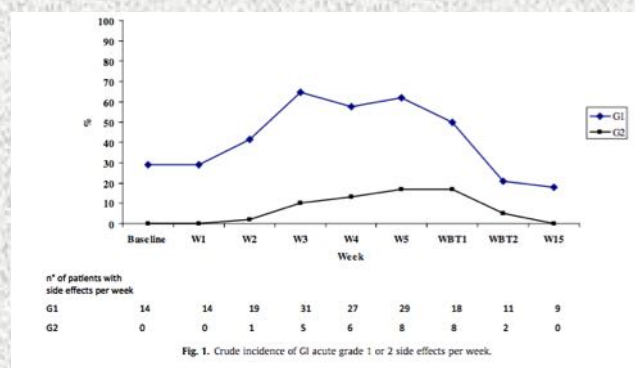 100
90
80
70
60
50
40
30
20
10
0
%
Baseline W1 W2 W3 W4 W5 WBT1 WBT2 W15
Week
G1
G2
n° of patients with
side effects per week
G1 14 14 19 31 27 29 18 11 9
G2 0 0 1 5 6 8 8 2 0
Fig. 1. Crude incidence of GI acute grade 1 or 2 side effects per week.